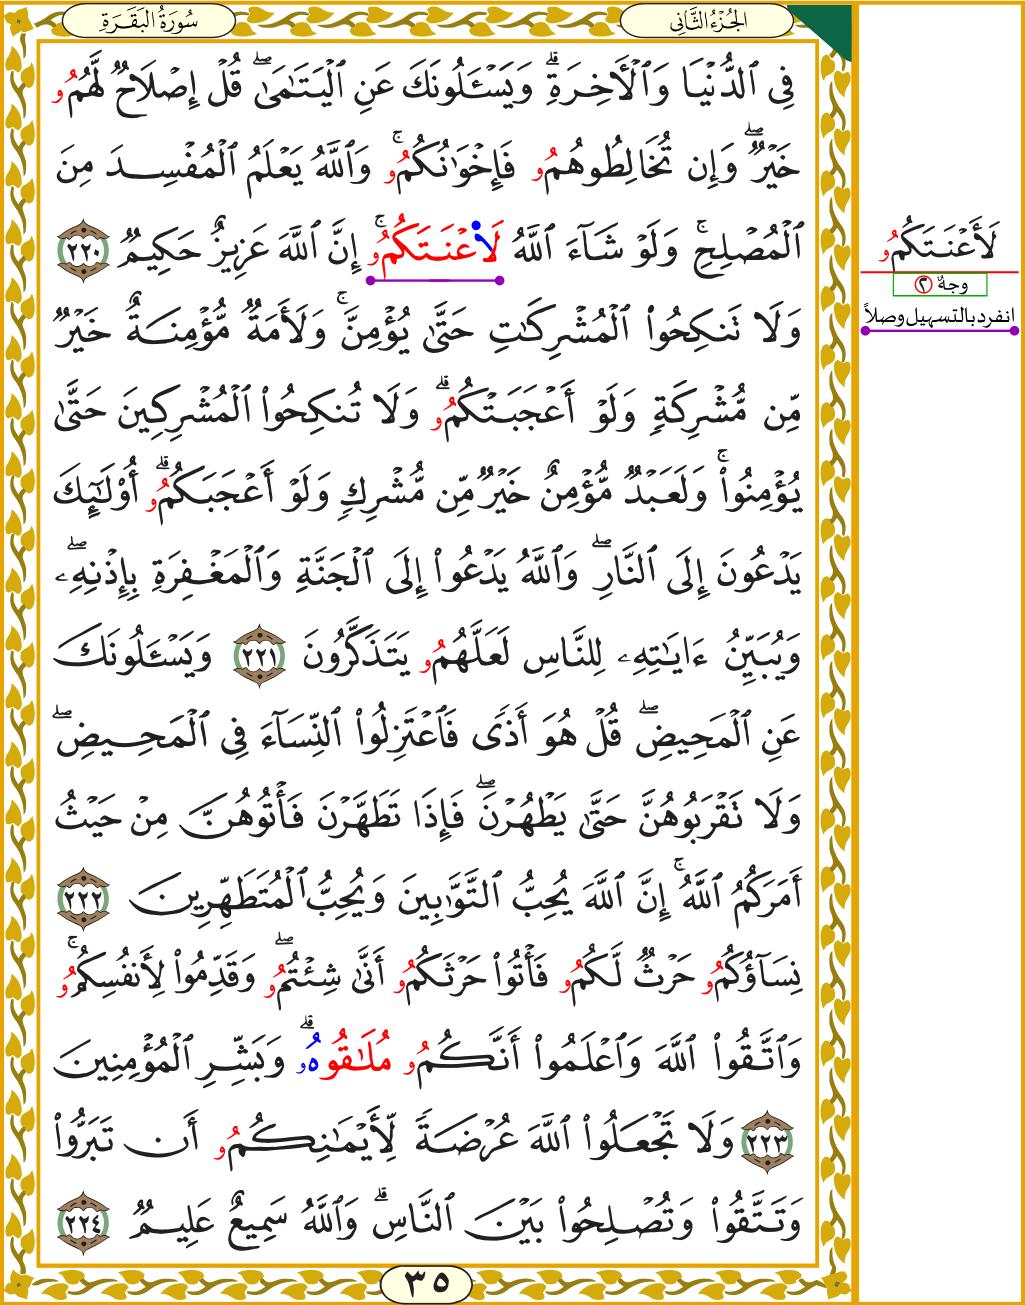 الجُزْءُ الثَّانِي
سُورَةُ البَقَرَةِ
فِي ٱلدُّنۡيَا وَٱلۡأٓخِرَةِۗ وَيَسۡـَٔلُونَكَ عَنِ ٱلۡيَتَٰمَىٰۖ قُلۡ إِصۡلَاحٞ لَّهُمُۥ
خَيۡرٞۖ وَإِن تُخَالِطُوهُمُۥ فَإِخۡوَٰنُكُمُۥۚ وَٱللَّهُ يَعۡلَمُ ٱلۡمُفۡسِدَ مِنَ
ٱلۡمُصۡلِحِۚ وَلَوۡ شَآءَ ٱللَّهُ لَاَعۡنَتَكُمُۥۚ إِنَّ ٱللَّهَ عَزِيزٌ حَكِيمٞ ٢٢٠
وَلَا تَنكِحُواْ ٱلۡمُشۡرِكَٰتِ حَتَّىٰ يُؤۡمِنَّۚ وَلَأَمَةٞ مُّؤۡمِنَةٌ خَيۡرٞ
مِّن مُّشۡرِكَةٖ وَلَوۡ أَعۡجَبَتۡكُمُۥۗ وَلَا تُنكِحُواْ ٱلۡمُشۡرِكِينَ حَتَّىٰ
يُؤۡمِنُواْۚ وَلَعَبۡدٞ مُّؤۡمِنٌ خَيۡرٞ مِّن مُّشۡرِكٖ وَلَوۡ أَعۡجَبَكُمُۥۗ أُوْلَٰٓئِكَ
يَدۡعُونَ إِلَى ٱلنَّارِۖ وَٱللَّهُ يَدۡعُوٓاْ إِلَى ٱلۡجَنَّةِ وَٱلۡمَغۡفِرَةِ بِإِذۡنِهِۦۖ
وَيُبَيِّنُ ءَايَٰتِهِۦ لِلنَّاسِ لَعَلَّهُمُۥ يَتَذَكَّرُونَ ٢٢١ وَيَسۡـَٔلُونَكَ
عَنِ ٱلۡمَحِيضِۖ قُلۡ هُوَ أَذٗى فَٱعۡتَزِلُواْ ٱلنِّسَآءَ فِي ٱلۡمَحِيضِۖ
وَلَا تَقۡرَبُوهُنَّ حَتَّىٰ يَطۡهُرۡنَۖ فَإِذَا تَطَهَّرۡنَ فَأۡتُوهُنَّ مِنۡ حَيۡثُ
أَمَرَكُمُ ٱللَّهُۚ إِنَّ ٱللَّهَ يُحِبُّ ٱلتَّوَّٰبِينَ وَيُحِبُّ ٱلۡمُتَطَهِّرِينَ ٢٢٢
نِسَآؤُكُمُۥ حَرۡثٞ لَّكُمُۥ فَأۡتُواْ حَرۡثَكُمُۥ أَنَّىٰ شِئۡتُمُۥۖ وَقَدِّمُواْ لِأَنفُسِكُمُۥۚ
وَٱتَّقُواْ ٱللَّهَ وَٱعۡلَمُوٓاْ أَنَّكُمُۥ مُلَٰقُوهُۥۗ وَبَشِّرِ ٱلۡمُؤۡمِنِينَ
٢٢٣ وَلَا تَجۡعَلُواْ ٱللَّهَ عُرۡضَةٗ لِّأَيۡمَٰنِكُمُۥ أَن تَبَرُّواْ
وَتَتَّقُواْ وَتُصۡلِحُواْ بَيۡنَ ٱلنَّاسِۚ وَٱللَّهُ سَمِيعٌ عَلِيمٞ ٢٢٤
٣٥
لَأَعۡنَتَكُمُۥ
وجهٌ ٢
انفرد بالتسهيل وصلاً